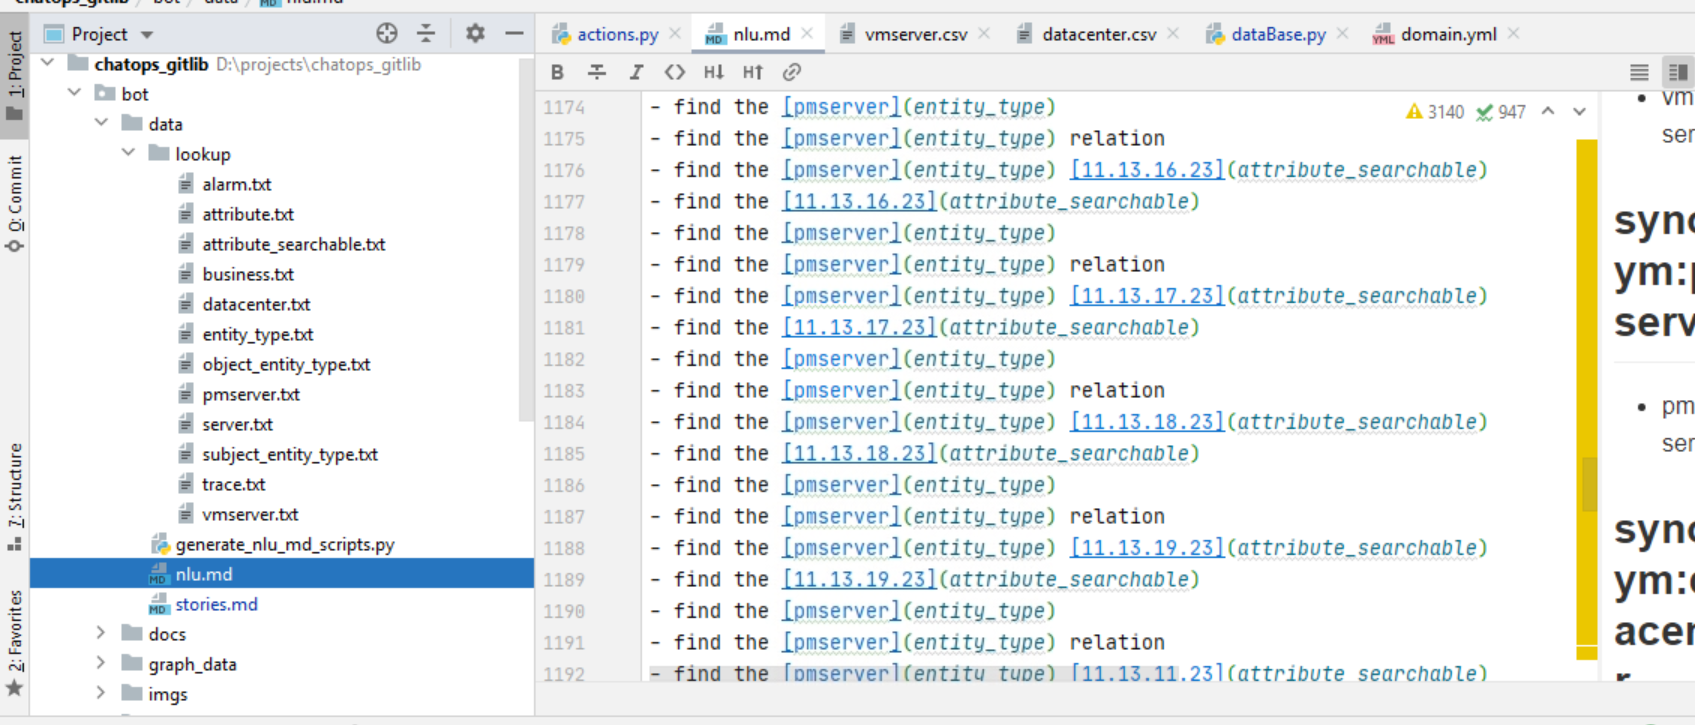 chatops_gitlib bot data nlu.md
Project
actions.py nlu.md vmserver.csv datacenter.csv dataBase.py domain.yml
1: Project
0: Commit
7: Structure
2: Favorites
chatops_gitlib D:\projects\chatops_gitlib
bot
data
lookup
alarm.txt
attribute.txt
attribute_searchable.txt
business.txt
datacenter.txt
entity_type.txt
object_entity_type.txt
pmserver.txt
server.txt
subject_entity_type.txt
trace.txt
vmserver.txt
generate_nlu_md_scripts.py
nlu.md
stories.md
docs
graph_data
imgs
B I <> H↓ H↑
3140 947
1174 - find the [pmserver](entity_type)
1175 - find the [pmserver](entity_type) relation
1176 - find the [pmserver](entity_type) [11.13.16.23](attribute_searchable)
1177 - find the [11.13.16.23](attribute_searchable)
1178 - find the [pmserver](entity_type)
1179 - find the [pmserver](entity_type) relation
1180 - find the [pmserver](entity_type) [11.13.17.23](attribute_searchable)
1181 - find the [11.13.17.23](attribute_searchable)
1182 - find the [pmserver](entity_type)
1183 - find the [pmserver](entity_type) relation
1184 - find the [pmserver](entity_type) [11.13.18.23](attribute_searchable)
1185 - find the [11.13.18.23](attribute_searchable)
1186 - find the [pmserver](entity_type)
1187 - find the [pmserver](entity_type) relation
1188 - find the [pmserver](entity_type) [11.13.19.23](attribute_searchable)
1189 - find the [11.13.19.23](attribute_searchable)
1190 - find the [pmserver](entity_type)
1191 - find the [pmserver](entity_type) relation
1192 - find the [pmserver](entity_type) [11.13.11.23](attribute_searchable)
vm
ser
syno
ym:p
serv
pm
ser
syno
ym:d
acen
r